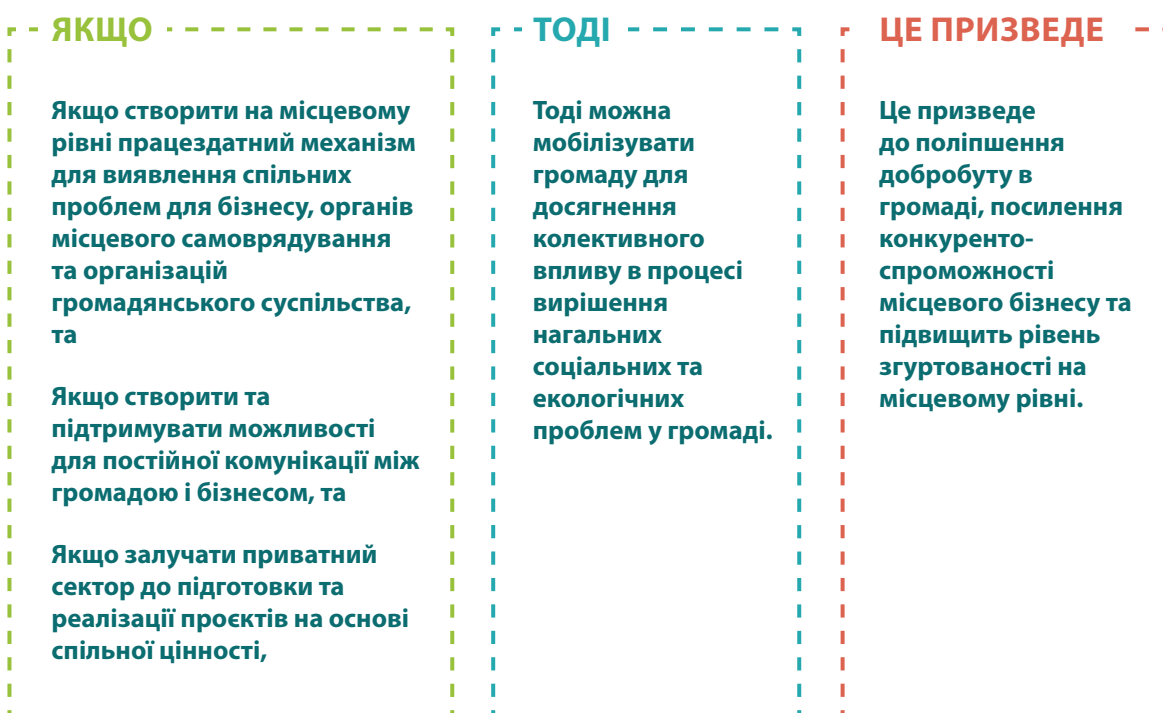 ЯКЩО
Якщо створити на місцевому
рівні працездатний механізм
для виявлення спільних
проблем для бізнесу, органів
місцевого самоврядування
та організацій
громадянського суспільства,
та
Якщо створити та
підтримувати можливості
для постійної комунікації між
громадою і бізнесом, та
Якщо залучати приватний
сектор до підготовки та
реалізації проєктів на основі
спільної цінності,
ТОДІ
Тоді можна
мобілізувати
громаду для
досягнення
колективного
впливу в процесі
вирішення
нагальних
соціальних та
екологічних
проблем у громаді.
ЦЕ ПРИЗВЕДЕ
Це призведе
до поліпшення
добробуту в
громаді, посилення
конкуренто-
спроможності
місцевого бізнесу та
підвищить рівень
згуртованості на
місцевому рівні.